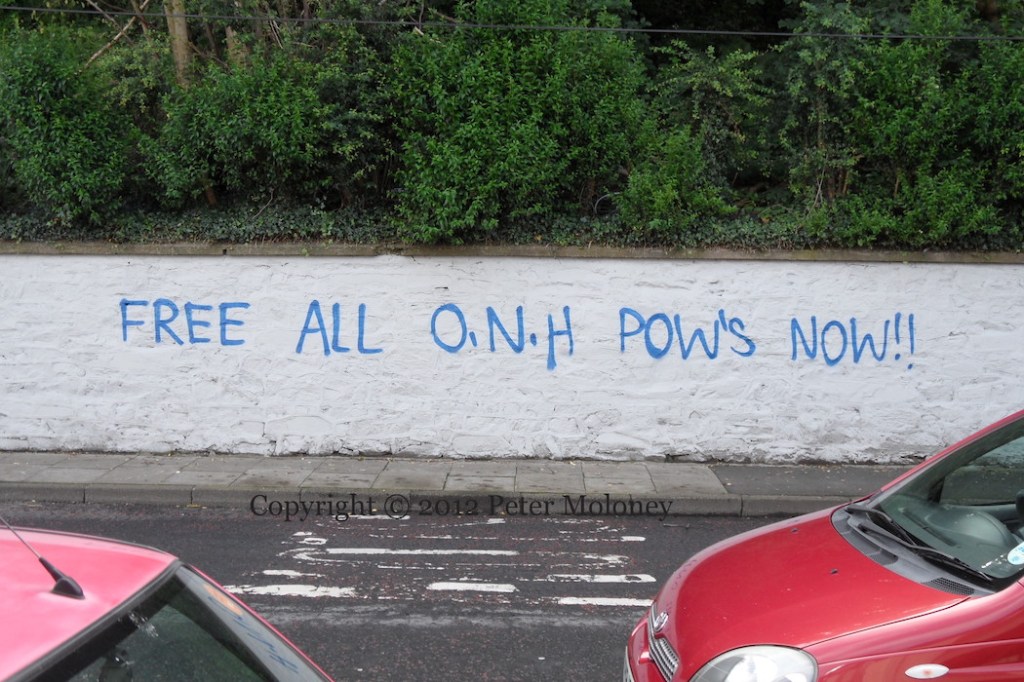 FREE ALL O.N.H POW'S NOW!!
Copyright © 2012 Peter Moloney